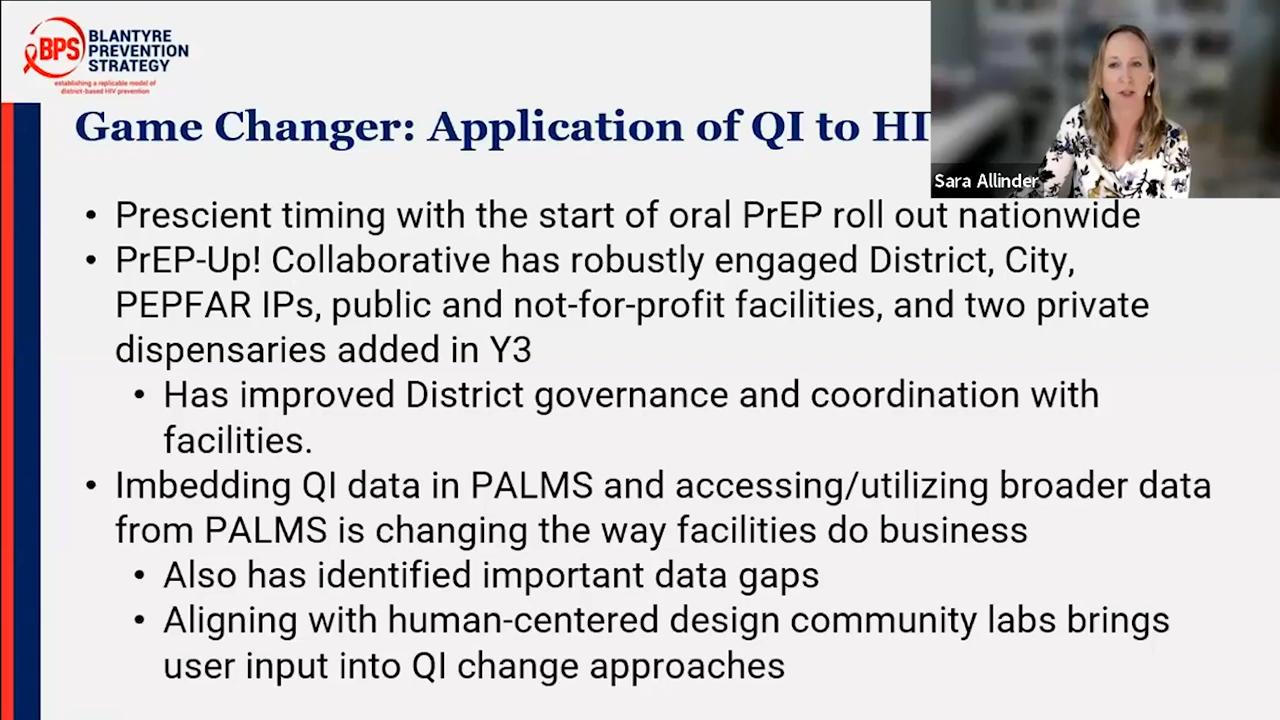 BPS
BLANTYRE
PREVENTION
STRATEGY
establishing a replicable model of
district-based HIV prevention
Game Changer: Application of QI to HI
Sara Allinder
• Prescient timing with the start of oral PrEP roll out nationwide
• PrEP-Up! Collaborative has robustly engaged District, City,
PEPFAR IPs, public and not-for-profit facilities, and two private
dispensaries added in Y3
• Has improved District governance and coordination with
facilities.
• Imbedding QI data in PALMS and accessing/utilizing broader data
from PALMS is changing the way facilities do business
• Also has identified important data gaps
• Aligning with human-centered design community labs brings
user input into QI change approaches